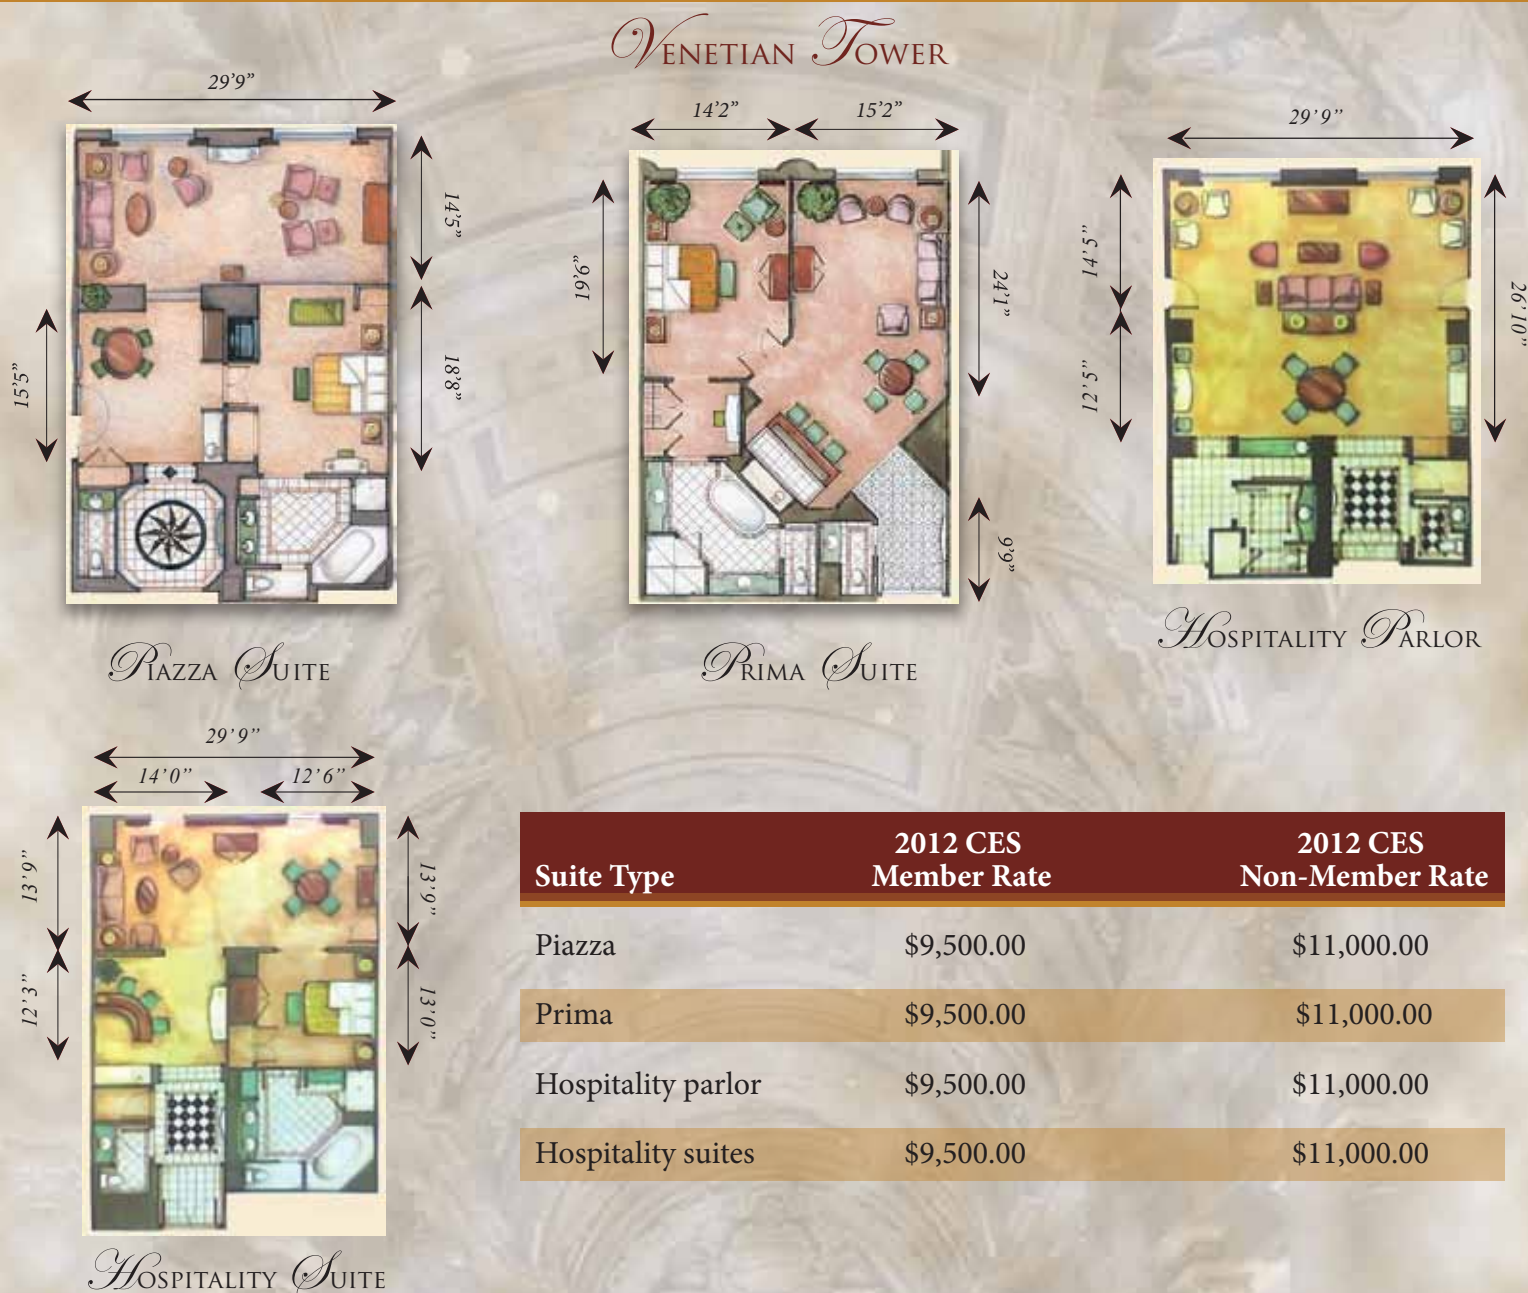 Venetian Tower
29'9"
14'5"
18'8"
15'5"
Piazza Suite
14'2" 15'2"
19'6"
24'1"
9'9"
Prima Suite
29'9"
14'5"
12'5"
26'10"
Hospitality Parlor
29'9"
14'0" 12'6"
13'9"
12'3"
13'9"
13'0"
Hospitality Suite
Suite Type 2012 CES Member Rate 2012 CES Non-Member Rate
Piazza $9,500.00 $11,000.00
Prima $9,500.00 $11,000.00
Hospitality parlor $9,500.00 $11,000.00
Hospitality suites $9,500.00 $11,000.00